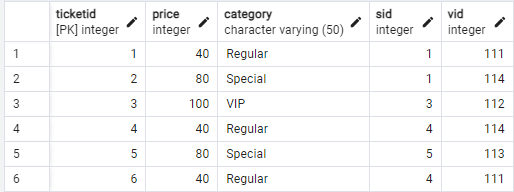 ticketid price category sid vid
[PK] integer integer character varying (50) integer integer
1 1 40 Regular 1 111
2 2 80 Special 1 114
3 3 100 VIP 3 112
4 4 40 Regular 4 114
5 5 80 Special 5 113
6 6 40 Regular 4 111